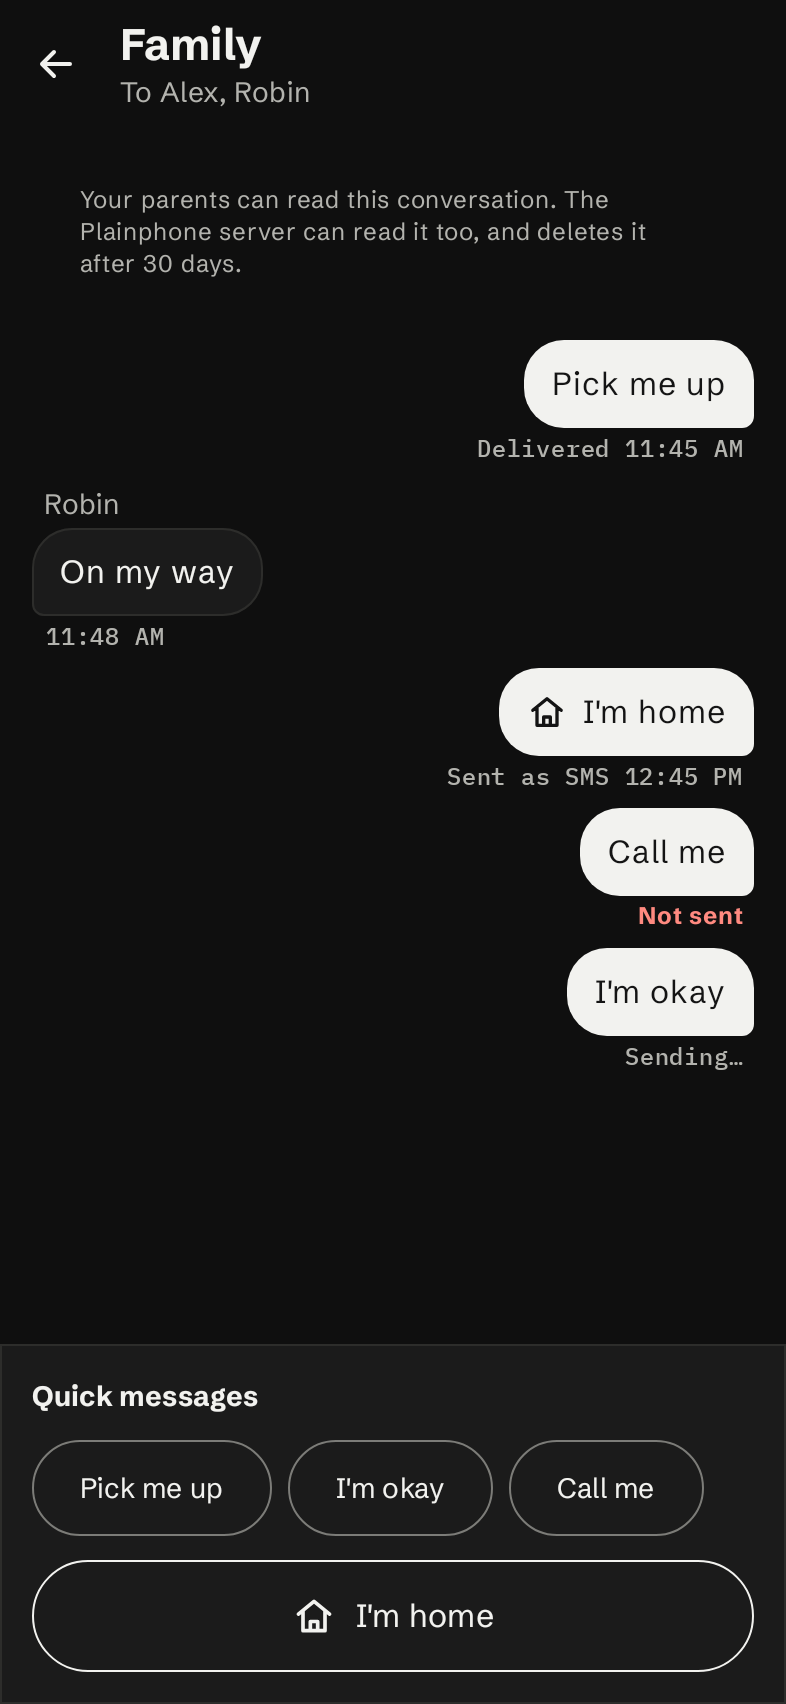 Family
To Alex, Robin
Your parents can read this conversation. The
Plainphone server can read it too, and deletes it
after 30 days.
Pick me up
Delivered 11:45 AM
Robin
On my way
11:48 AM
I'm home
Sent as SMS 12:45 PM
Call me
Not sent
I'm okay
Sending…
Quick messages
Pick me up
I'm okay
Call me
I'm home